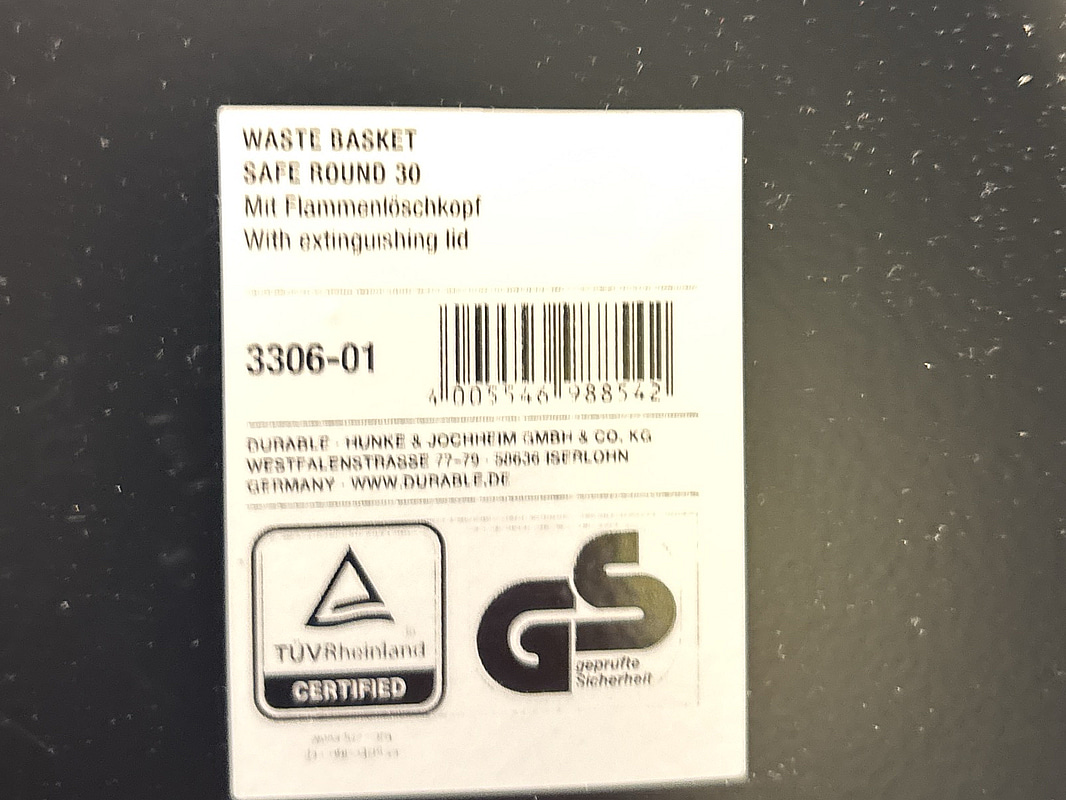 WASTE BASKET
SAFE ROUND 30
Mit Flammenlöschkopf
With extinguishing lid
3306-01
4 005546 988542
DURABLE · HUNKE & JOCHHEIM GMBH & CO. KG
WESTFALENSTRASSE 77-79 · 58636 ISERLOHN
GERMANY · WWW.DURABLE.DE
TÜVRheinland
CERTIFIED
GS
geprüfte
Sicherheit